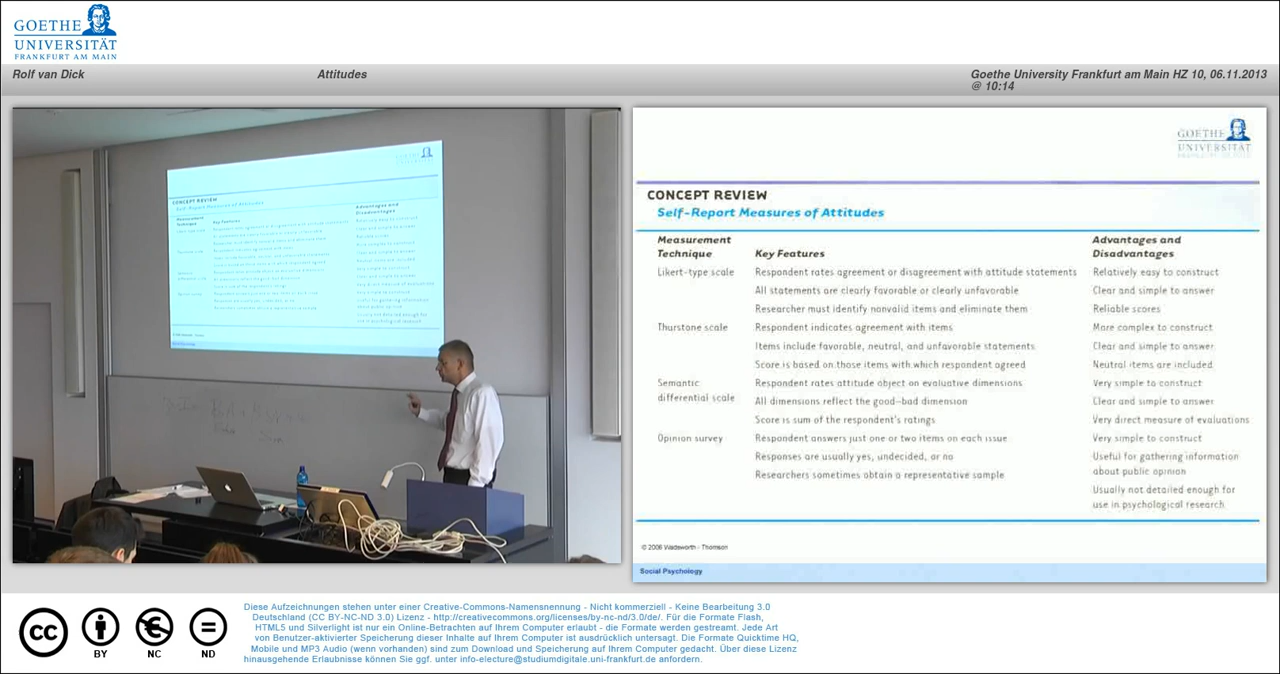 GOETHE
UNIVERSITÄT
FRANKFURT AM MAIN
Rolf van Dick
Attitudes
Goethe University Frankfurt am Main HZ 10, 06.11.2013
@ 10:14
GOETHE
UNIVERSITÄT
CONCEPT REVIEW
Self-Report Measures of Attitudes
Measurement
Technique
Key Features
Advantages and
Disadvantages
Likert-type scale
Respondent rates agreement or disagreement with attitude statements
Relatively easy to construct
All statements are clearly favorable or clearly unfavorable
Clear and simple to answer
Researcher must identify nonvalid items and eliminate them
Reliable scores
Thurstone scale
Respondent indicates agreement with items
More complex to construct
Items include favorable, neutral, and unfavorable statements
Clear and simple to answer
Score is based on those items with which respondent agreed
Neutral items are included
Semantic
differential scale
Respondent rates attitude object on evaluative dimensions
Very simple to construct
All dimensions reflect the good-bad dimension
Clear and simple to answer
Score is sum of the respondent's ratings
Very direct measure of evaluations
Opinion survey
Respondent answers just one or two items on each issue
Very simple to construct
Responses are usually yes, undecided, or no
Useful for gathering information
about public opinion
Researchers sometimes obtain a representative sample
Usually not detailed enough for
use in psychological research
© 2006 Wadsworth - Thomson
Social Psychology
CONCEPT REVIEW
Self-Report Measures of Attitudes
cc
BY
NC
ND
Diese Aufzeichnungen stehen unter einer Creative-Commons-Namensnennung - Nicht kommerziell - Keine Bearbeitung 3.0
Deutschland (CC BY-NC-ND 3.0) Lizenz - http://creativecommons.org/licenses/by-nc-nd/3.0/de/. Für die Formate Flash,
HTML5 und Silverlight ist nur ein Online-Betrachten auf Ihrem Computer erlaubt - die Formate werden gestreamt. Jede Art
von Benutzer-aktivierter Speicherung dieser Inhalte auf Ihrem Computer ist ausdrücklich untersagt. Die Formate Quicktime HQ,
Mobile und MP3 Audio (wenn vorhanden) sind zum Download und Speicherung auf Ihrem Computer gedacht. Über diese Lizenz
hinausgehende Erlaubnisse können Sie ggf. unter info-electure@studiumdigitale.uni-frankfurt.de anfordern.